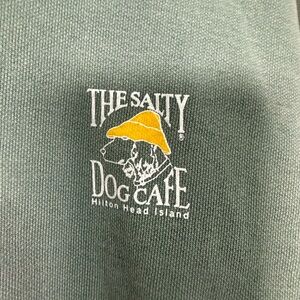 THE SALTY
®
DOG CAFE
Hilton Head Island